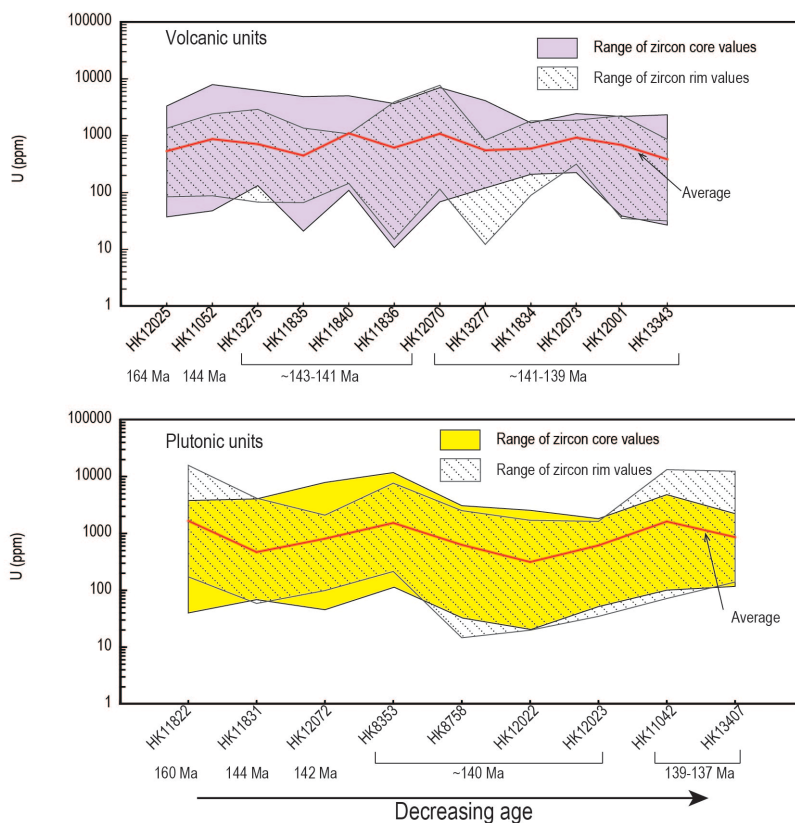 100000
Volcanic units
Range of zircon core values
10000
Range of zircon rim values
1000
U (ppm)
100
Average
10
1
HK12025
HK11052
HK13275
HK11835
HK11840
HK11836
HK12070
HK13277
HK11834
HK12073
HK12001
HK13343
164 Ma 144 Ma ~143-141 Ma ~141-139 Ma
100000
Plutonic units
Range of zircon core values
10000
Range of zircon rim values
1000
U (ppm)
100
Average
10
1
HK11822
HK11831
HK12072
HK8353
HK8758
HK12022
HK12023
HK11042
HK13407
160 Ma 144 Ma 142 Ma ~140 Ma 139-137 Ma
Decreasing age